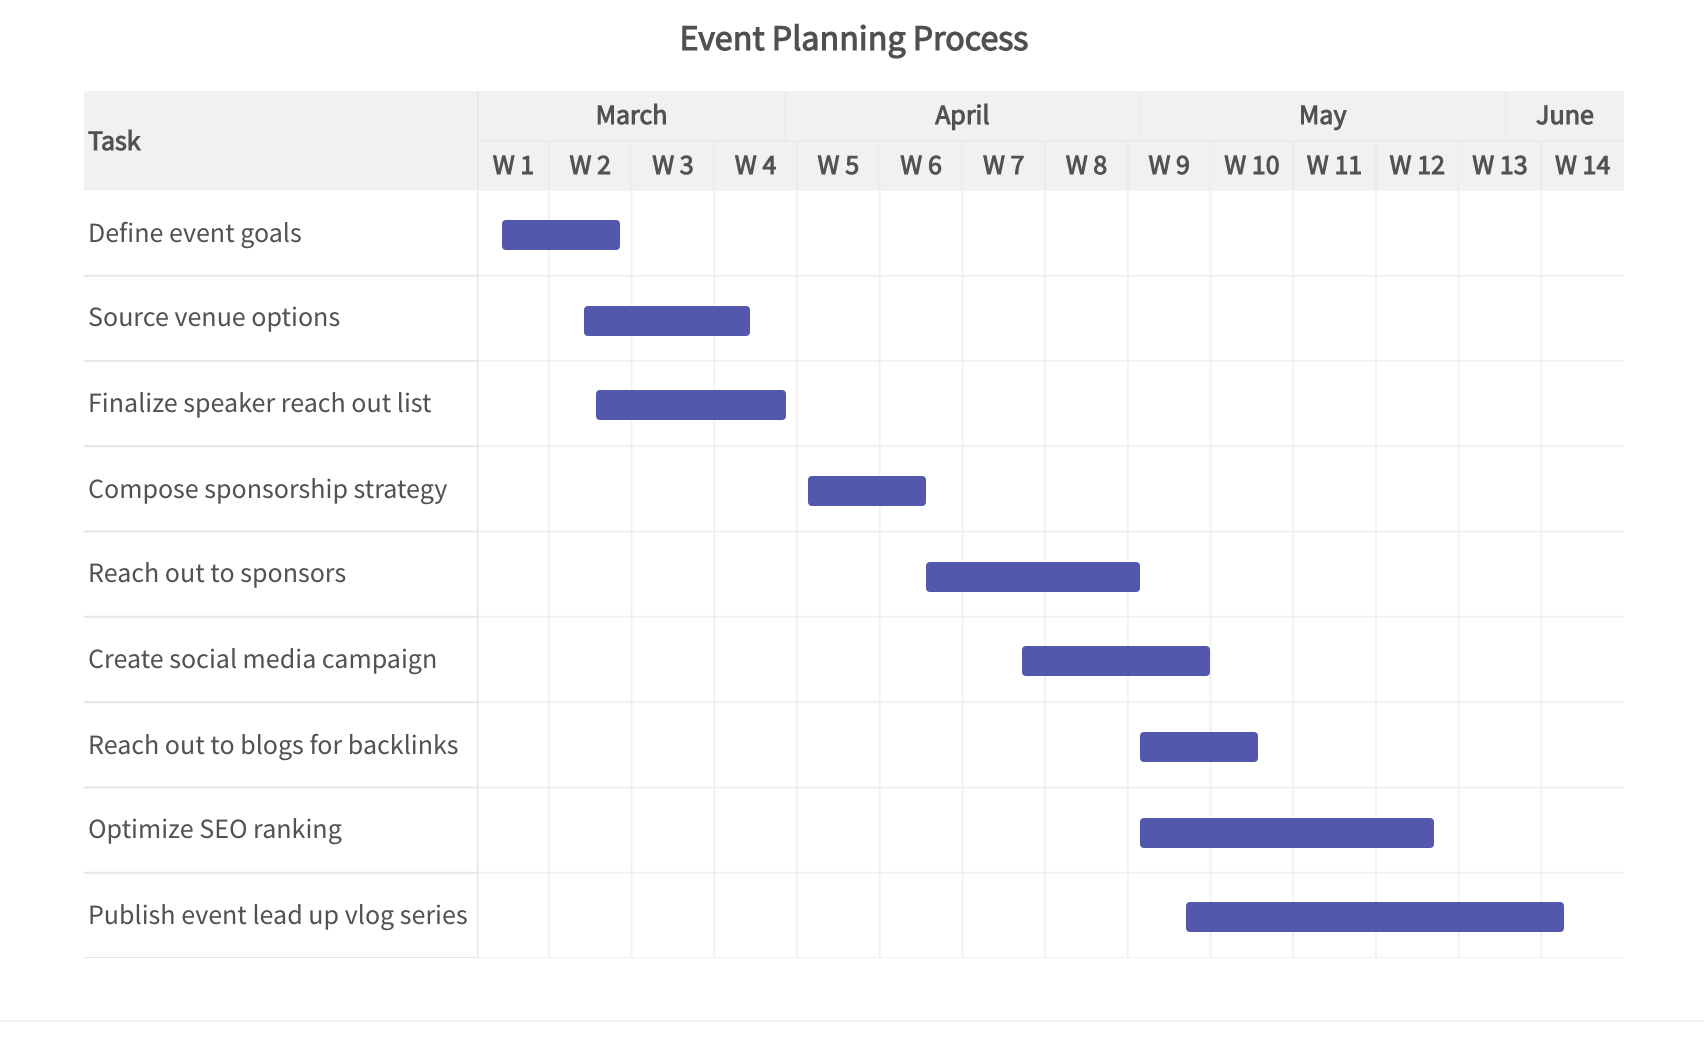 Event Planning Process
Task
March April May June
W 1 W 2 W 3 W 4 W 5 W 6 W 7 W 8 W 9 W 10 W 11 W 12 W 13 W 14
Define event goals
Source venue options
Finalize speaker reach out list
Compose sponsorship strategy
Reach out to sponsors
Create social media campaign
Reach out to blogs for backlinks
Optimize SEO ranking
Publish event lead up vlog series